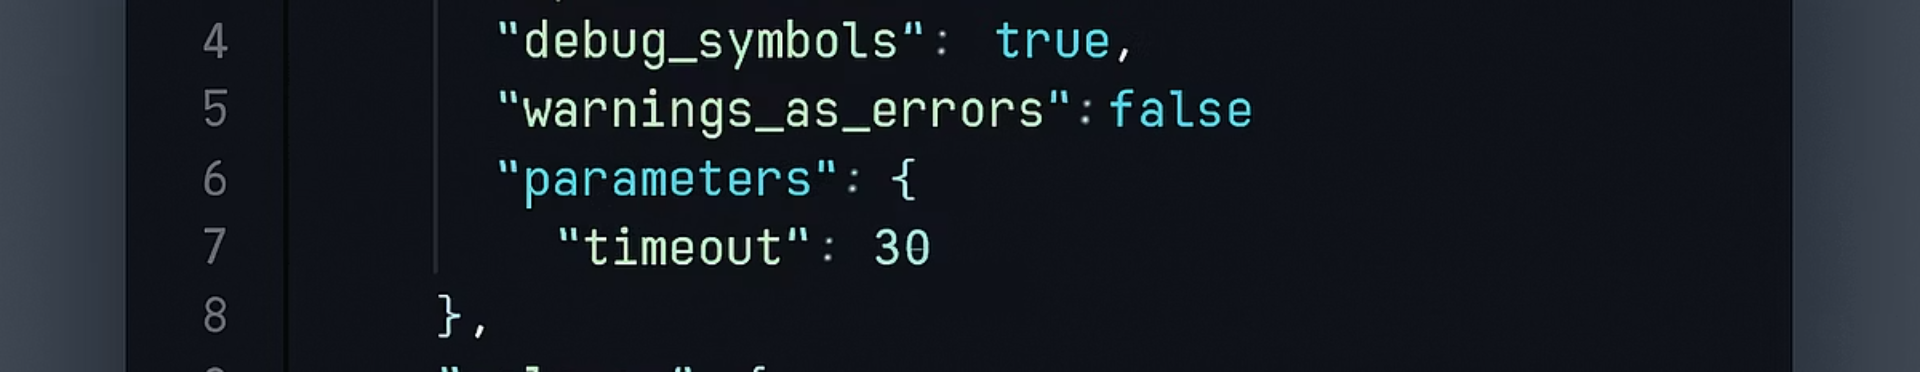 4 "debug_symbols": true,
5 "warnings_as_errors":false
6 "parameters": {
7 "timeout": 30
8 },